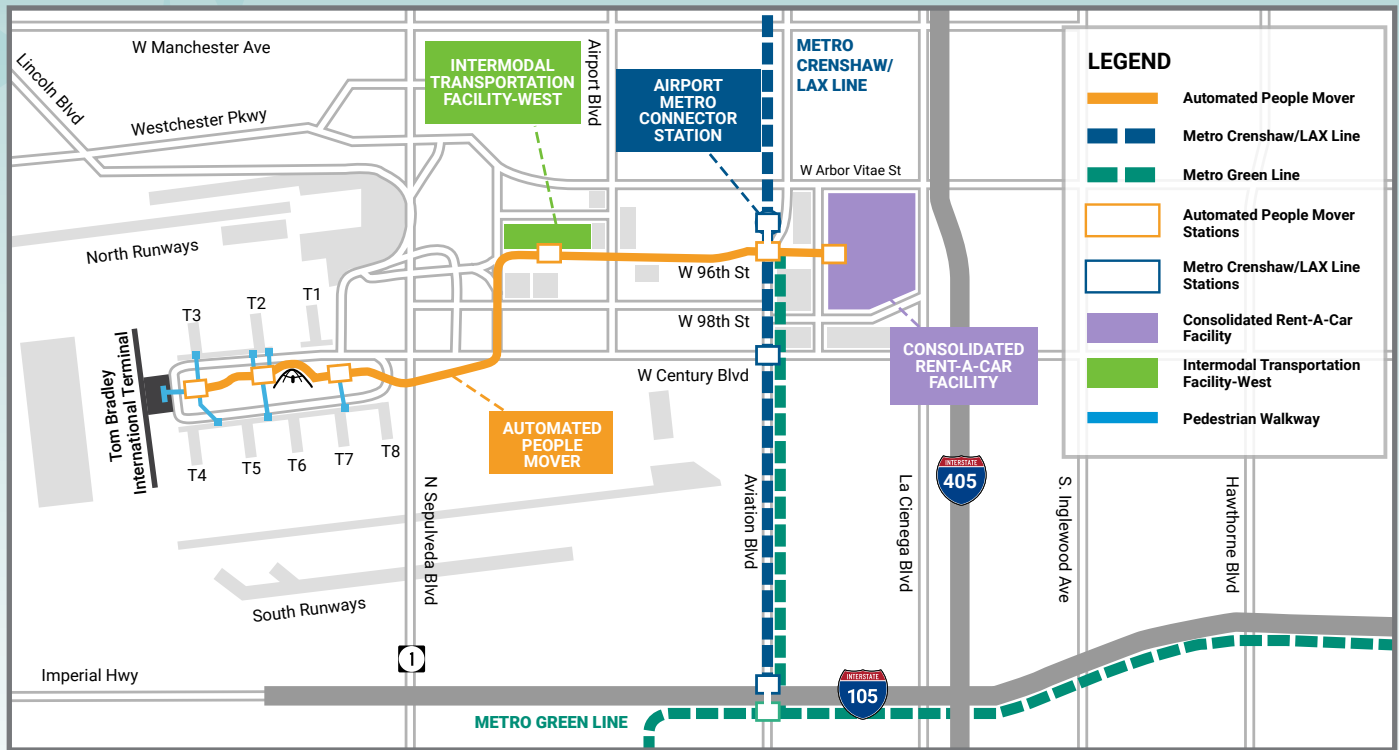 W Manchester Ave
Lincoln Blvd
Westchester Pkwy
INTERMODAL
TRANSPORTATION
FACILITY-WEST
Airport Blvd
AIRPORT
METRO
CONNECTOR
STATION
METRO
CRENSHAW/
LAX LINE
W Arbor Vitae St
North Runways
W 96th St
W 98th St
W Century Blvd
T3
T2
T1
Tom Bradley
International Terminal
T4
T5
T6
T7
T8
AUTOMATED
PEOPLE
MOVER
CONSOLIDATED
RENT-A-CAR
FACILITY
N Sepulveda Blvd
Aviation Blvd
La Cienega Blvd
INTERSTATE
405
S. Inglewood Ave
Hawthorne Blvd
South Runways
1
Imperial Hwy
INTERSTATE
105
METRO GREEN LINE
LEGEND
Automated People Mover
Metro Crenshaw/LAX Line
Metro Green Line
Automated People Mover
Stations
Metro Crenshaw/LAX Line
Stations
Consolidated Rent-A-Car
Facility
Intermodal Transportation
Facility-West
Pedestrian Walkway